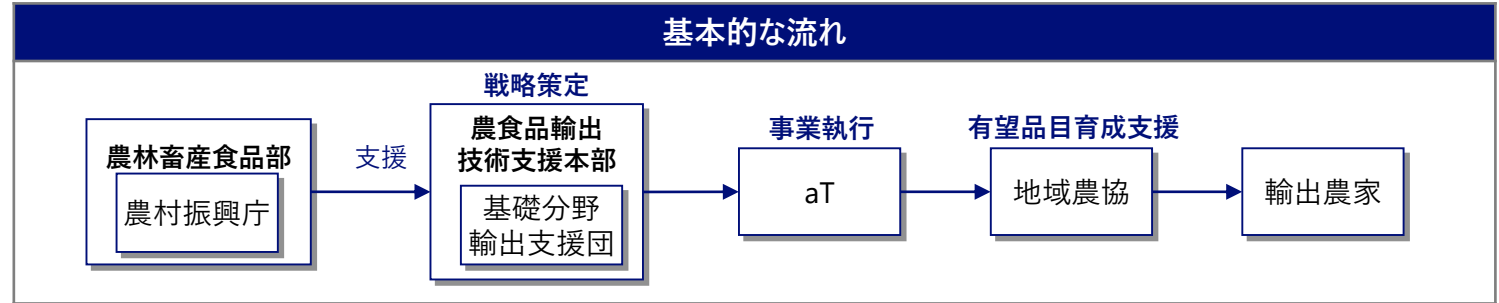 基本的な流れ
農林畜産食品部
農村振興庁
支援
戦略策定
農食品輸出
技術支援本部
基礎分野
輸出支援団
事業執行
aT
有望品目育成支援
地域農協
輸出農家